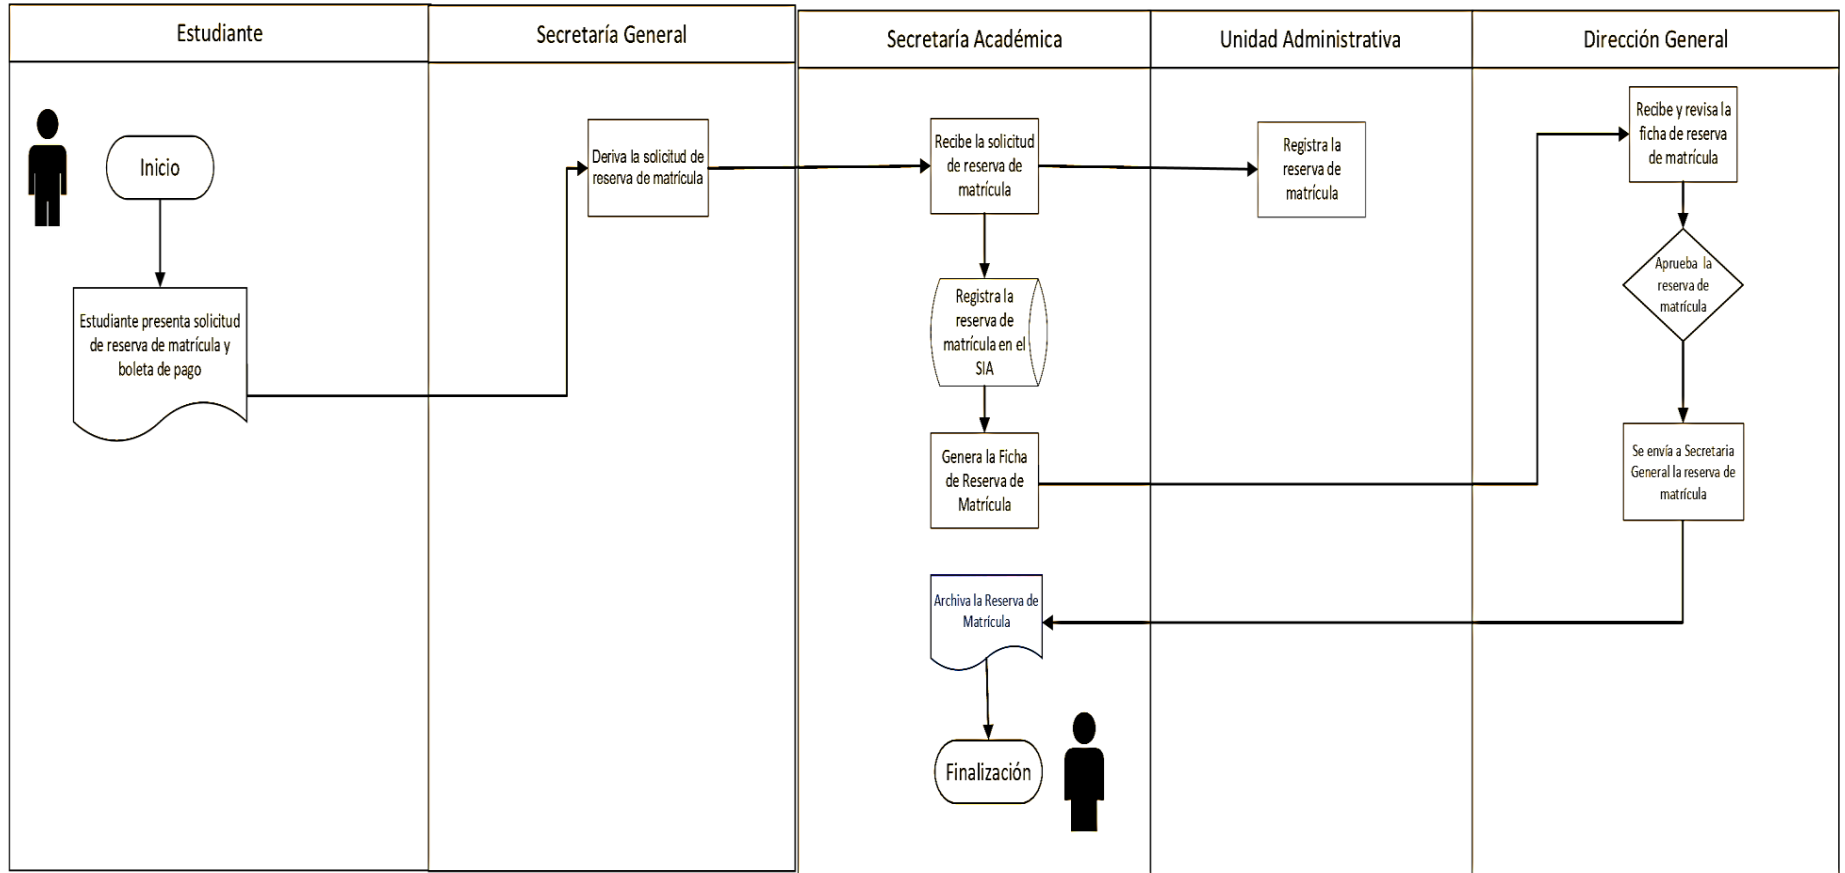 Estudiante
Secretaría General
Secretaría Académica
Unidad Administrativa
Dirección General
Inicio
Estudiante presenta solicitud
de reserva de matrícula y
boleta de pago
Deriva la solicitud de
reserva de matrícula
Recibe la solicitud
de reserva de
matrícula
Registra la
reserva de
matrícula en el
SIA
Genera la Ficha
de Reserva de
Matrícula
Archiva la Reserva de
Matrícula
Finalización
Registra la
reserva de
matrícula
Recibe y revisa la
ficha de reserva
de matrícula
Aprueba la
reserva de
matrícula
Se envía a Secretaria
General la reserva de
matrícula